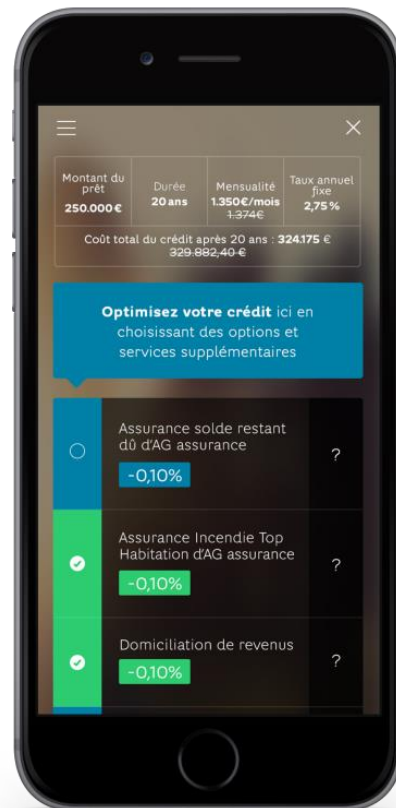 Montant du
prêt
250.000 €
Durée
20 ans
Mensualité
1.350€/mois
1.374€
Taux annuel
fixe
2,75 %
Coût total du crédit après 20 ans : 324.175 €
329.882,40 €
Optimisez votre crédit ici en
choisissant des options et
services supplémentaires
Assurance solde restant
dû d'AG assurance
-0,10%
?
Assurance Incendie Top
Habitation d'AG assurance
-0,10%
?
Domiciliation de revenus
-0,10%
?